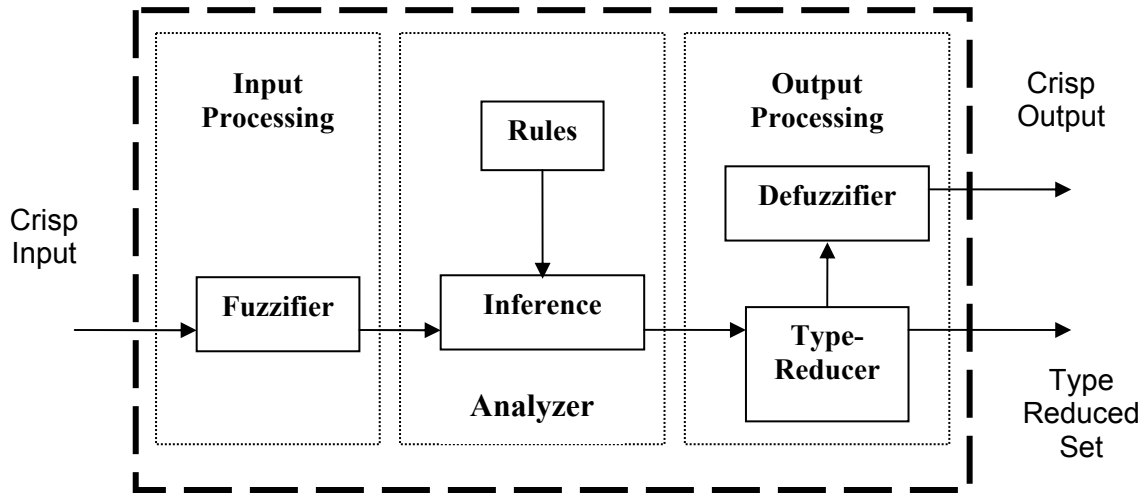 Crisp
Input
Input
Processing
Fuzzifier
Rules
Inference
Analyzer
Output
Processing
Defuzzifier
Type-
Reducer
Crisp
Output
Type
Reduced
Set